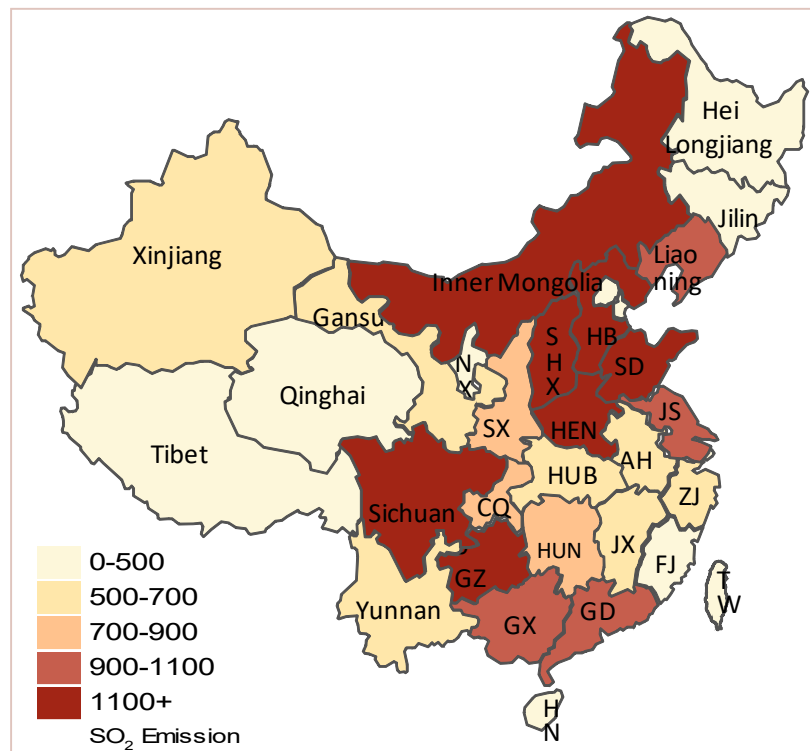 Hei
Longjiang
Jilin
Liao
ning
Xinjiang
Inner Mongolia
Gansu
HB
S
H
X
SD
N
X
Qinghai
JS
SX
HEN
Tibet
AH
HUB
ZJ
CQ
Sichuan
HUN
JX
FJ
GZ
T
W
Yunnan
GX
GD
H
N
0-500
500-700
700-900
900-1100
1100+
SO₂ Emission